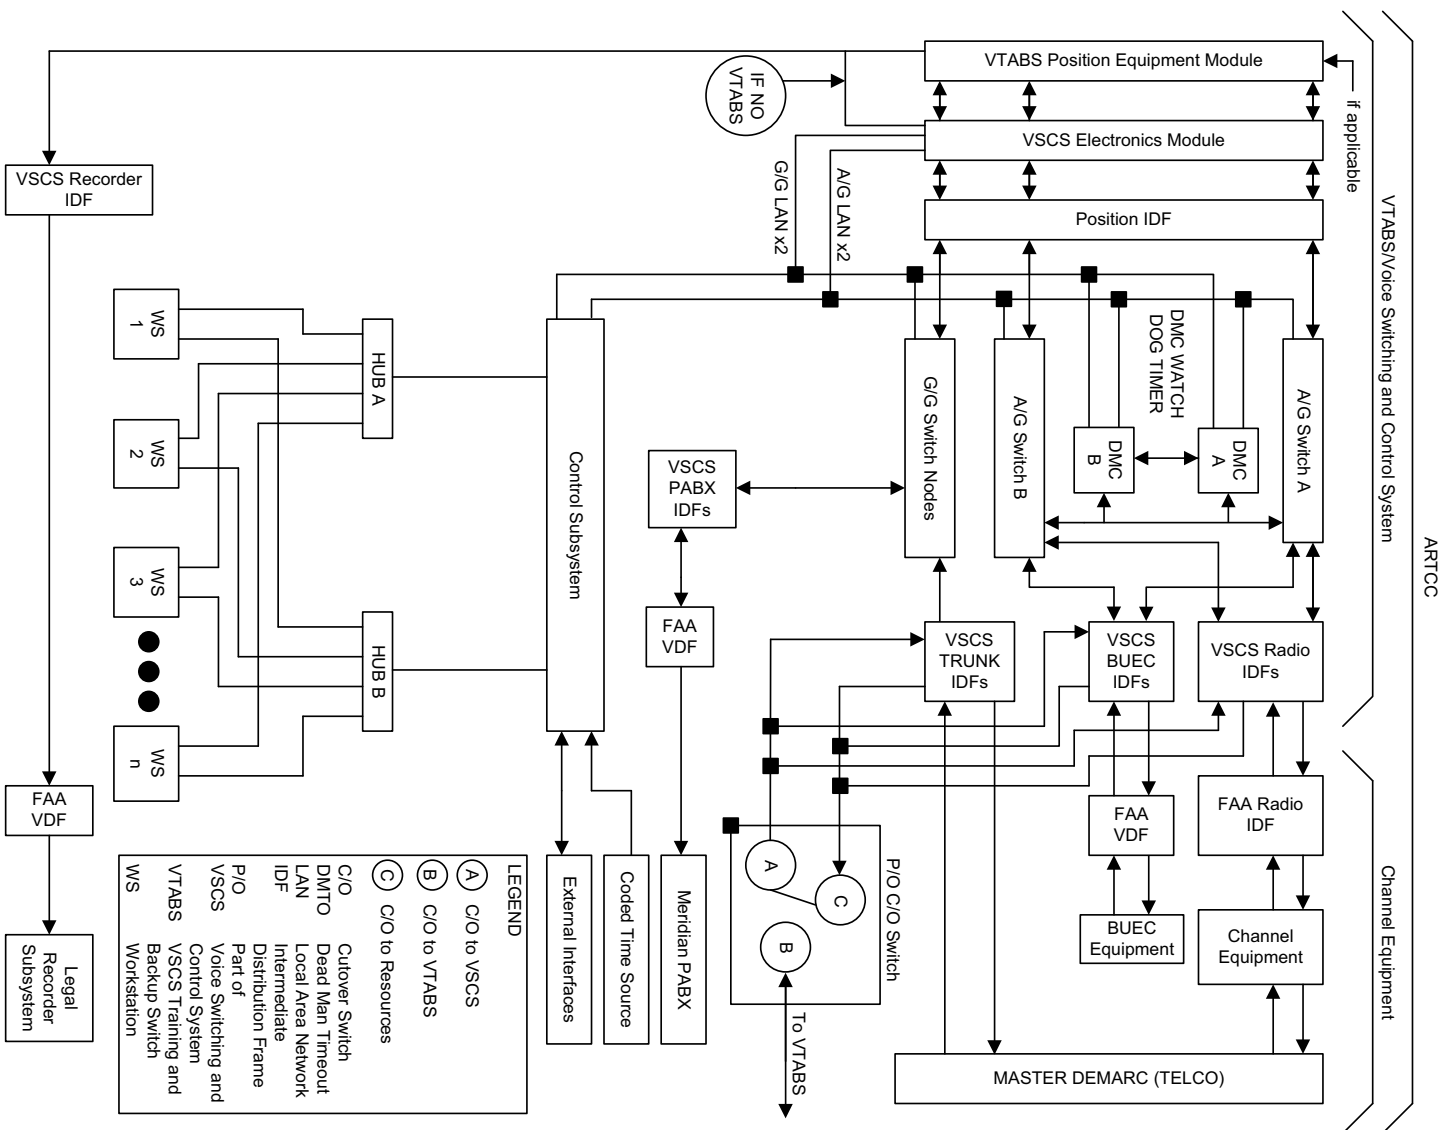 ARTCC
VTABS/Voice Switching and Control System
Channel Equipment
if applicable
VTABS Position Equipment Module
IF NO
VTABS
VSCS Electronics Module
Position IDF
G/G LAN x2
A/G LAN x2
VSCS Recorder
IDF
DMC WATCH
DOG TIMER
A/G Switch A
DMC
A
DMC
B
A/G Switch B
G/G Switch Nodes
Control Subsystem
HUB A
HUB B
WS
1
WS
2
WS
3
WS
n
VSCS
PABX
IDFs
FAA
VDF
VSCS
TRUNK
IDFs
VSCS
BUEC
IDFs
VSCS Radio
IDFs
FAA Radio
IDF
FAA
VDF
BUEC
Equipment
Channel
Equipment
MASTER DEMARC (TELCO)
P/O C/O Switch
A
C
B
To VTABS
Meridian PABX
Coded Time Source
External Interfaces
FAA
VDF
Legal
Recorder
Subsystem
LEGEND
A C/O to VSCS
B C/O to VTABS
C C/O to Resources
C/O Cutover Switch
DMTO Dead Man Timeout
LAN Local Area Network
IDF Intermediate
Distribution Frame
P/O Part of
VSCS Voice Switching and
Control System
VTABS VSCS Training and
Backup Switch
WS Workstation